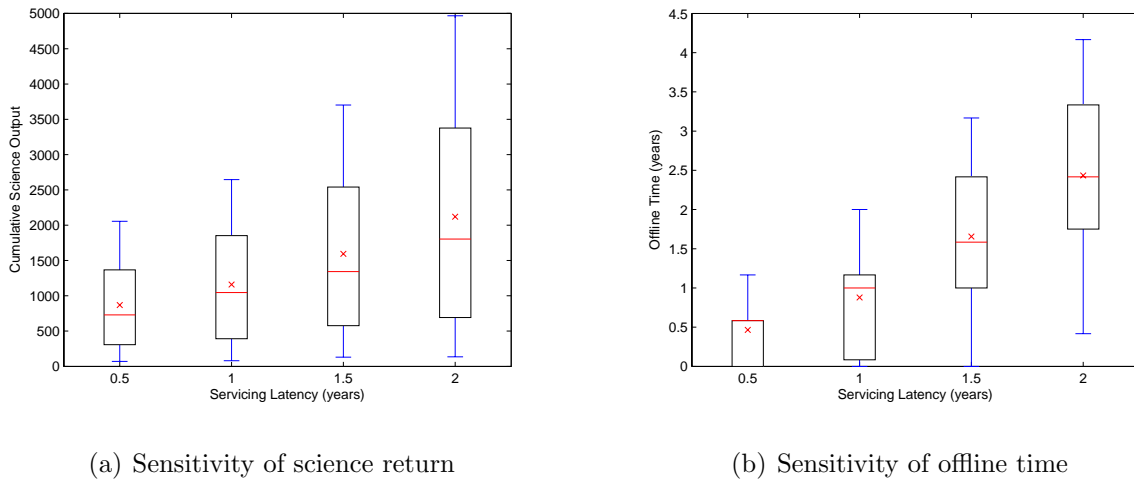 5000
4500
4000
3500
3000
2500
2000
1500
1000
500
0
Cumulative Science Output
0.5 1 1.5 2
Servicing Latency (years)
(a) Sensitivity of science return
4.5
4
3.5
3
2.5
2
1.5
1
0.5
0
Offline Time (years)
0.5 1 1.5 2
Servicing Latency (years)
(b) Sensitivity of offline time